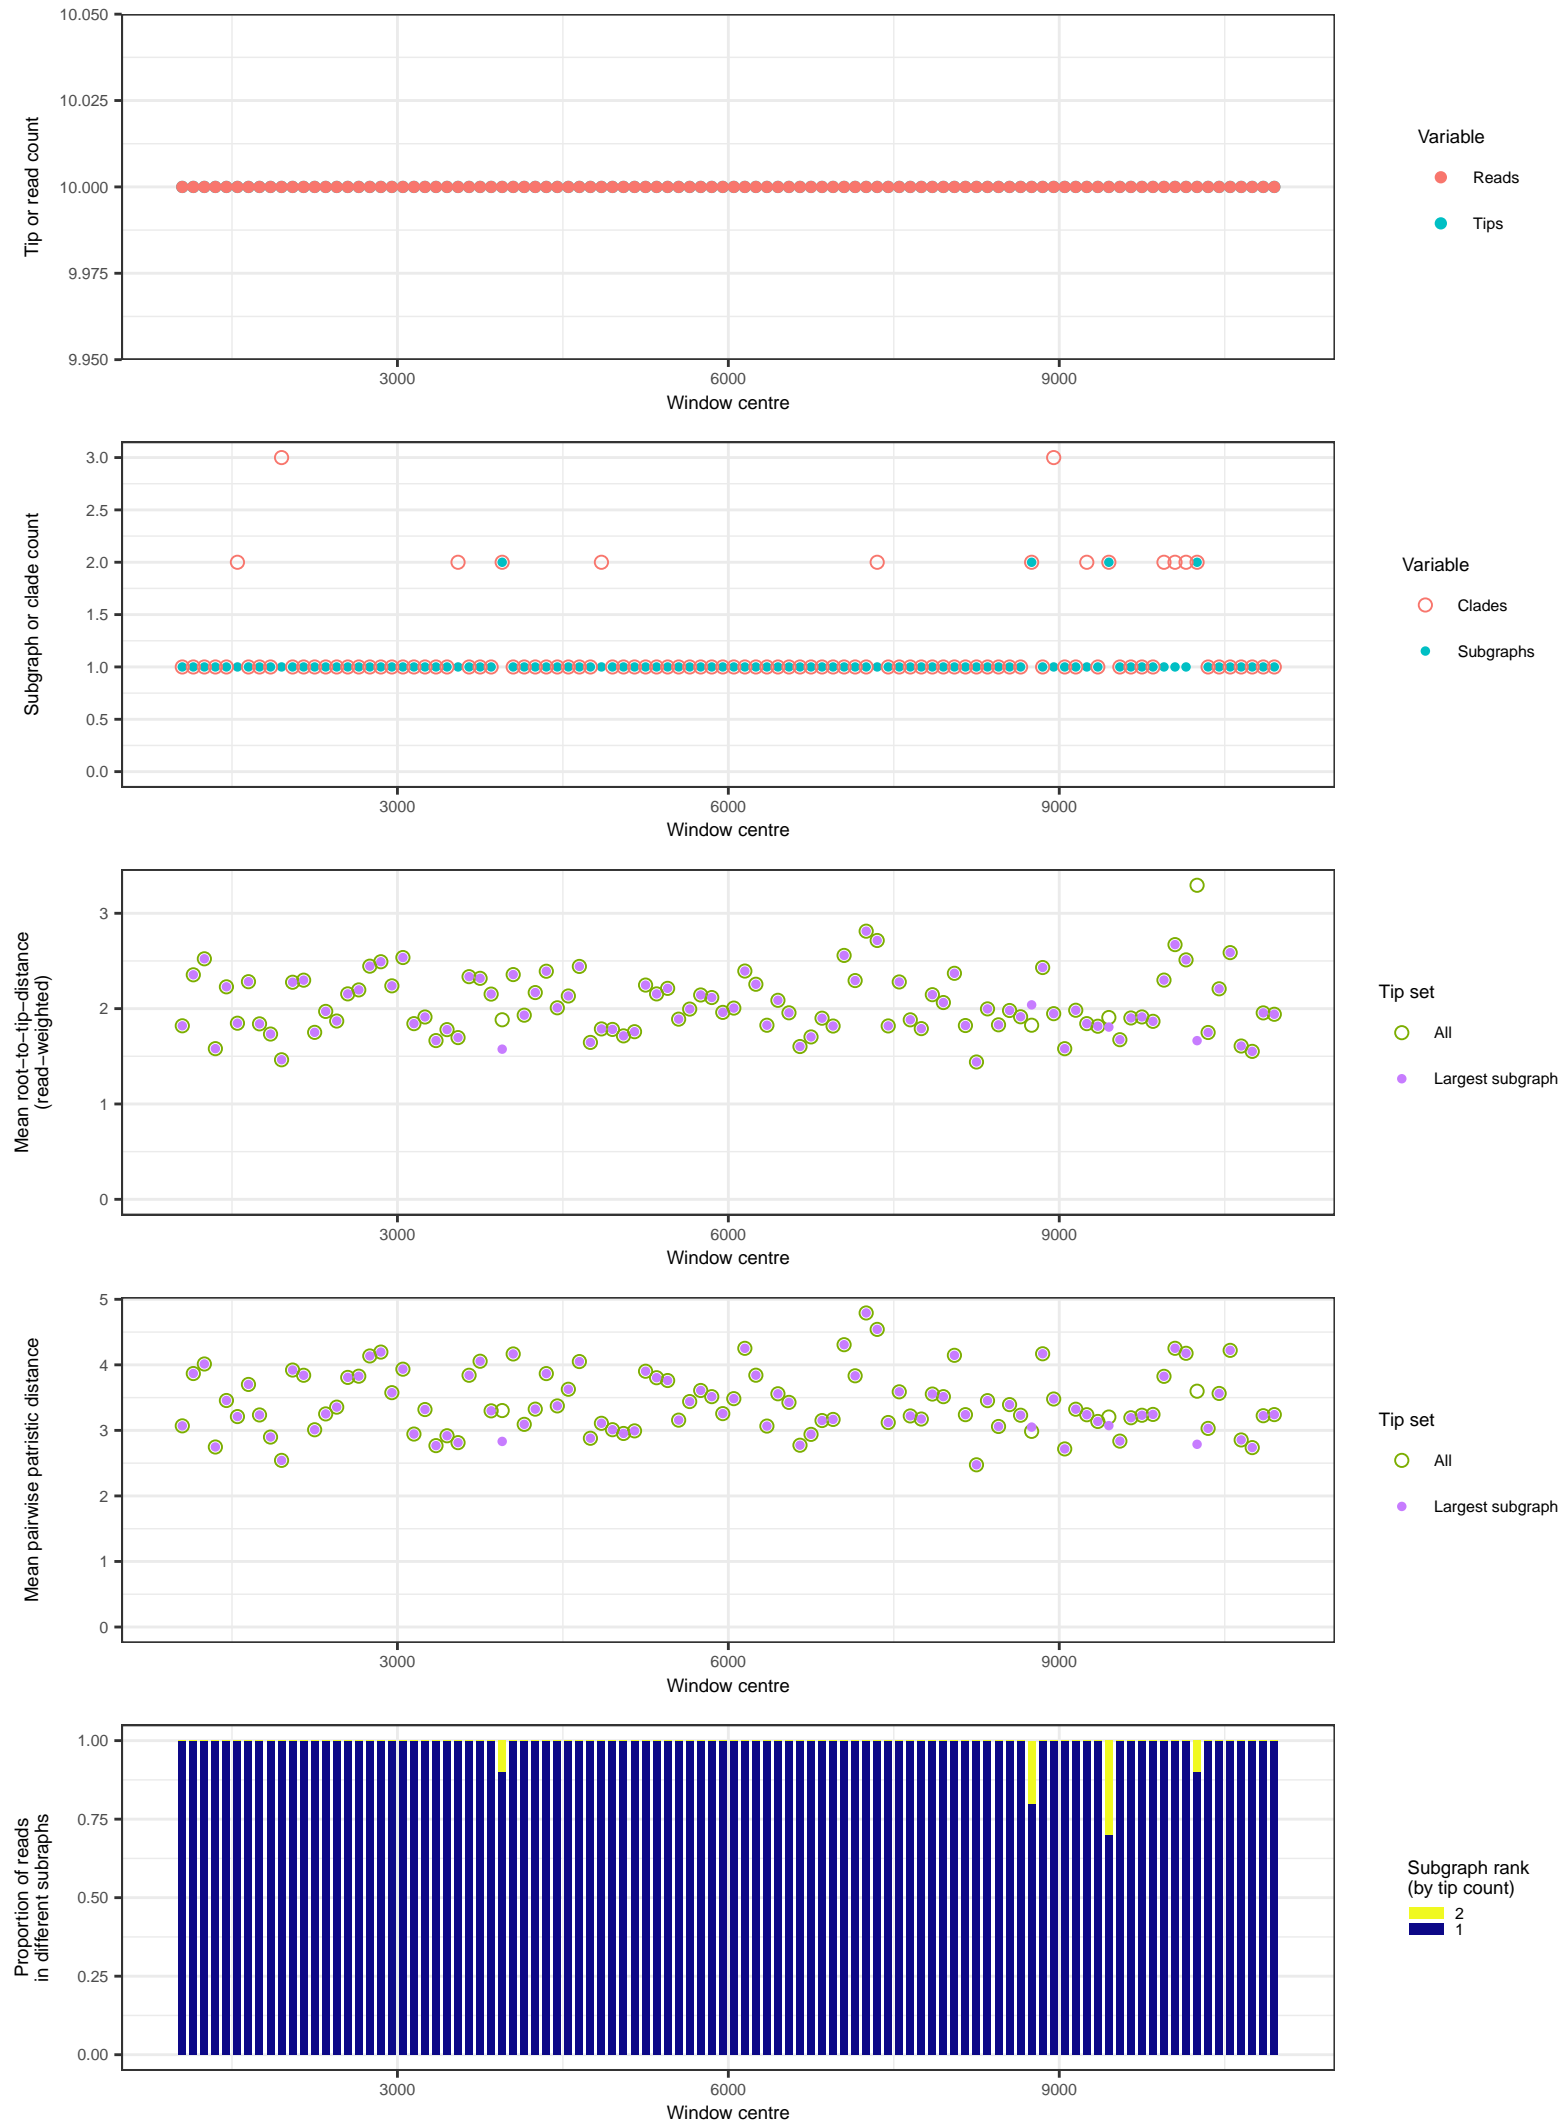 10.050
10.025
10.000
9.975
9.950
Tip or read count
3000 6000 9000
Window centre
Variable
Reads
Tips
3.0
2.5
2.0
1.5
1.0
0.5
0.0
Subgraph or clade count
3000 6000 9000
Window centre
Variable
Clades
Subgraphs
3
2
1
0
Mean root−to−tip−distance
(read−weighted)
3000 6000 9000
Window centre
Tip set
All
Largest subgraph
5
4
3
2
1
0
Mean pairwise patristic distance
3000 6000 9000
Window centre
Tip set
All
Largest subgraph
1.00
0.75
0.50
0.25
0.00
Proportion of reads
in different subraphs
3000 6000 9000
Window centre
Subgraph rank
(by tip count)
2
1